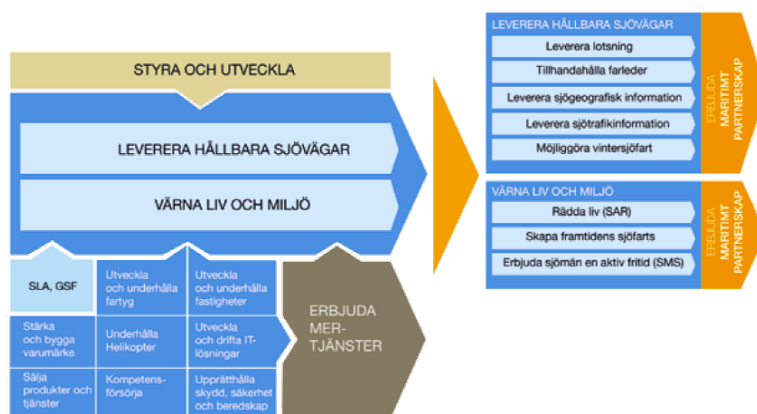 STYRA OCH UTVECKLA
LEVERERA HÅLLBARA SJÖVÄGAR
VÄRNA LIV OCH MILJÖ
SLA, GSF
Utveckla
och underhålla
fartyg
Utveckla
och underhålla
fastigheter
Stärka
och bygga
varumärke
Underhålla
Helikopter
Utveckla
och drifta IT-
lösningar
Sälja
produkter och
tjänster
Kompetens-
försörja
Upprätthålla
skydd, säkerhet
och beredskap
ERBJUDA
MER-
TJÄNSTER
LEVERERA HÅLLBARA SJÖVÄGAR
Leverera lotsning
Tillhandahålla farleder
Leverera sjögeografisk information
Leverera sjötrafikinformation
Möjliggöra vintersjöfart
ERBJUDA
MARITIMT
PARTNERSKAP
VÄRNA LIV OCH MILJÖ
Rädda liv (SAR)
Skapa framtidens sjöfarts
Erbjuda sjömän en aktiv fritid (SMS)
ERBJUDA
MARITIMT
PARTNERSKAP